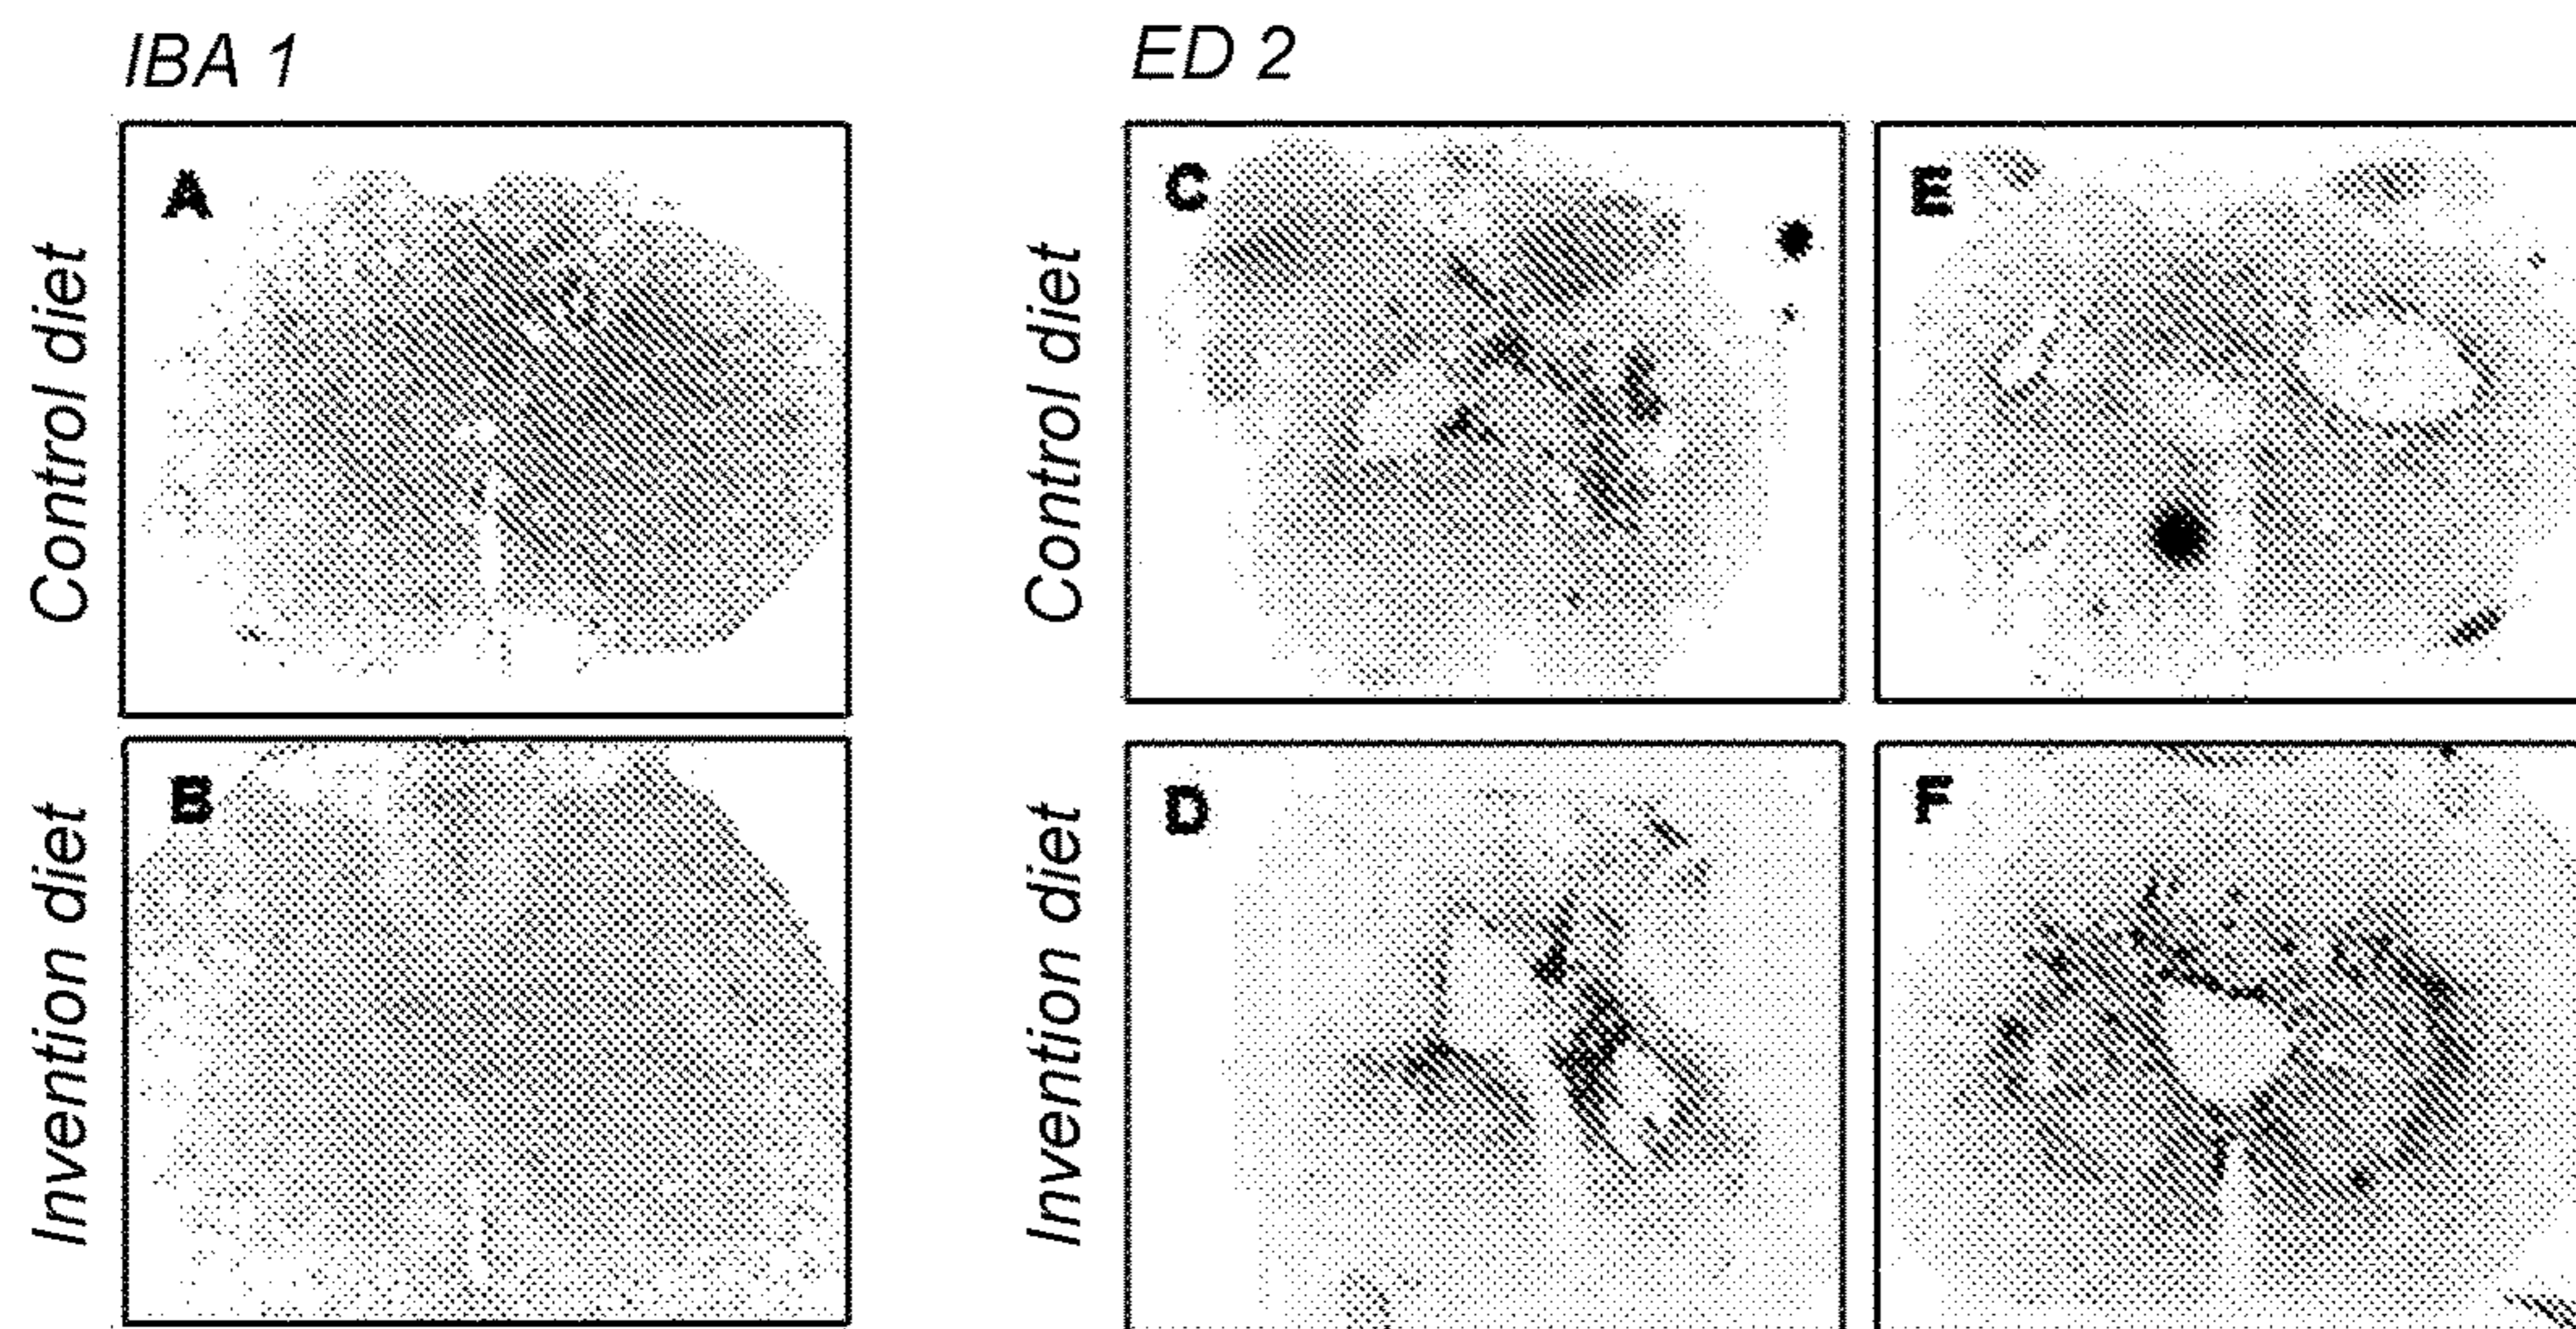 IBA 1
ED 2
Control diet
A
Control diet
C
E
Invention diet
B
Invention diet
D
F